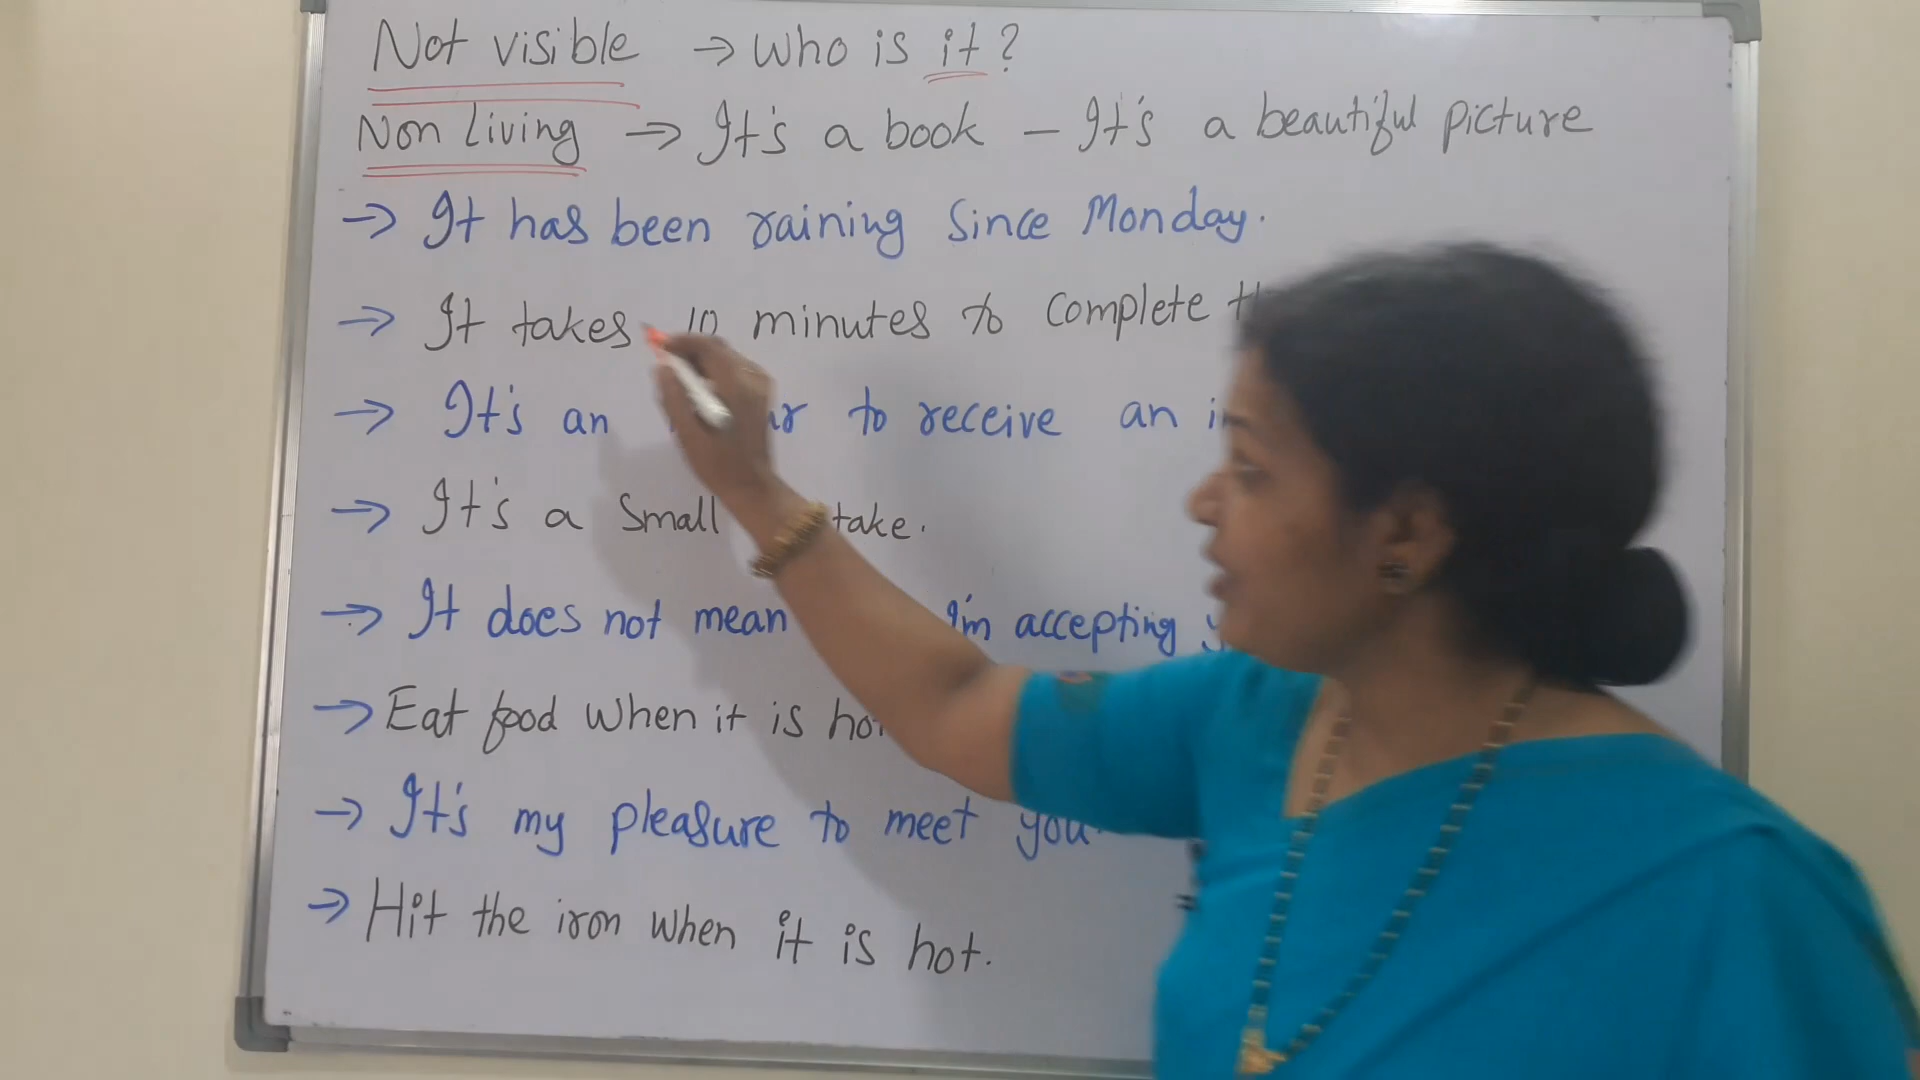 Not visible → Who is it?
Non Living → It's a book – It's a beautiful picture
→ It has been raining Since Monday.
→ It takes 10 minutes to complete
→ It's an to receive an
→ It's a Small
→ It does not mean I'm accepting
→ Eat food when it is
→ It's my pleasure to meet you.
→ Hit the iron when it is hot.